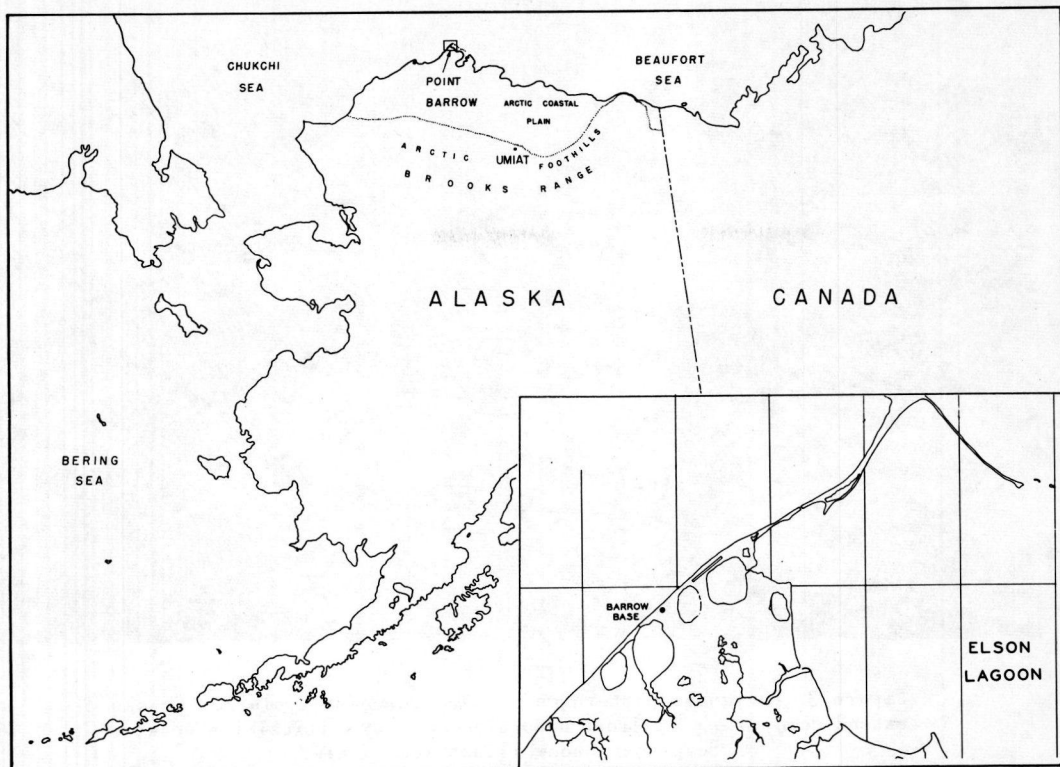 CHUKCHI
SEA
BEAUFORT
SEA
POINT
BARROW
ARCTIC COASTAL
PLAIN
ARCTIC FOOTHILLS
UMIAT
BROOKS RANGE
ALASKA
CANADA
BERING
SEA
BARROW
BASE
ELSON
LAGOON